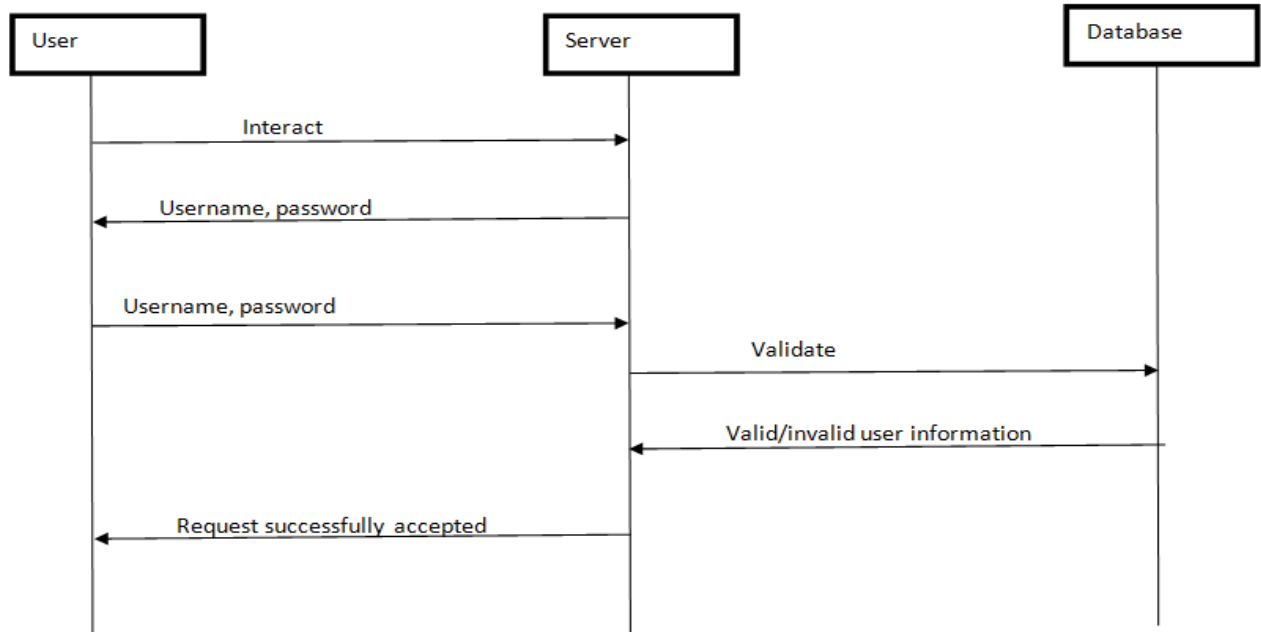 User
Server
Database
Interact
Username, password
Username, password
Validate
Valid/invalid user information
Request successfully accepted